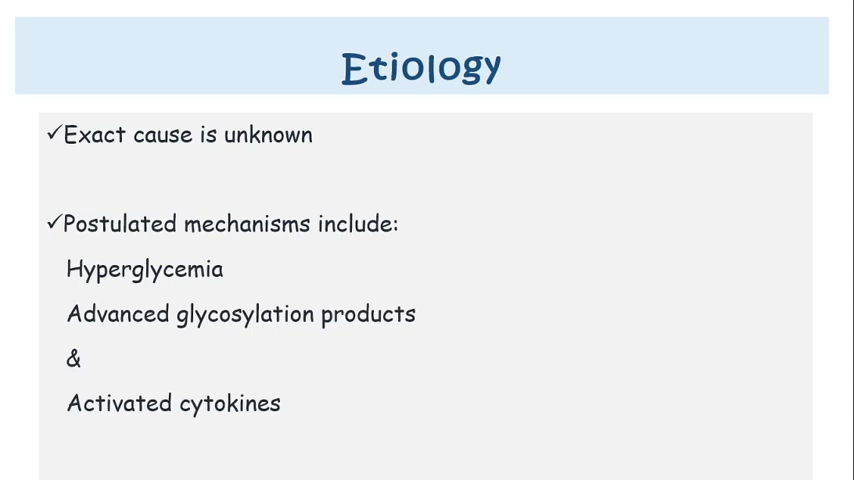 Etiology
✓Exact cause is unknown
✓Postulated mechanisms include:
Hyperglycemia
Advanced glycosylation products
&
Activated cytokines